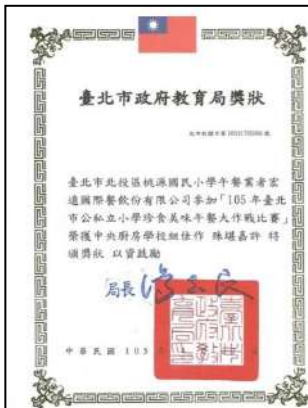 臺北市政府教育局獎狀
臺北市北投區桃源國民小學午餐業者宏
遠國際餐飲份有限公司參加「105年臺北
市公私立小學珍食美味午餐大作戰比賽」
榮獲中央廚房學校組佳作 殊堪嘉許 特
頒獎狀 以資鼓勵
局長
中華民國 105